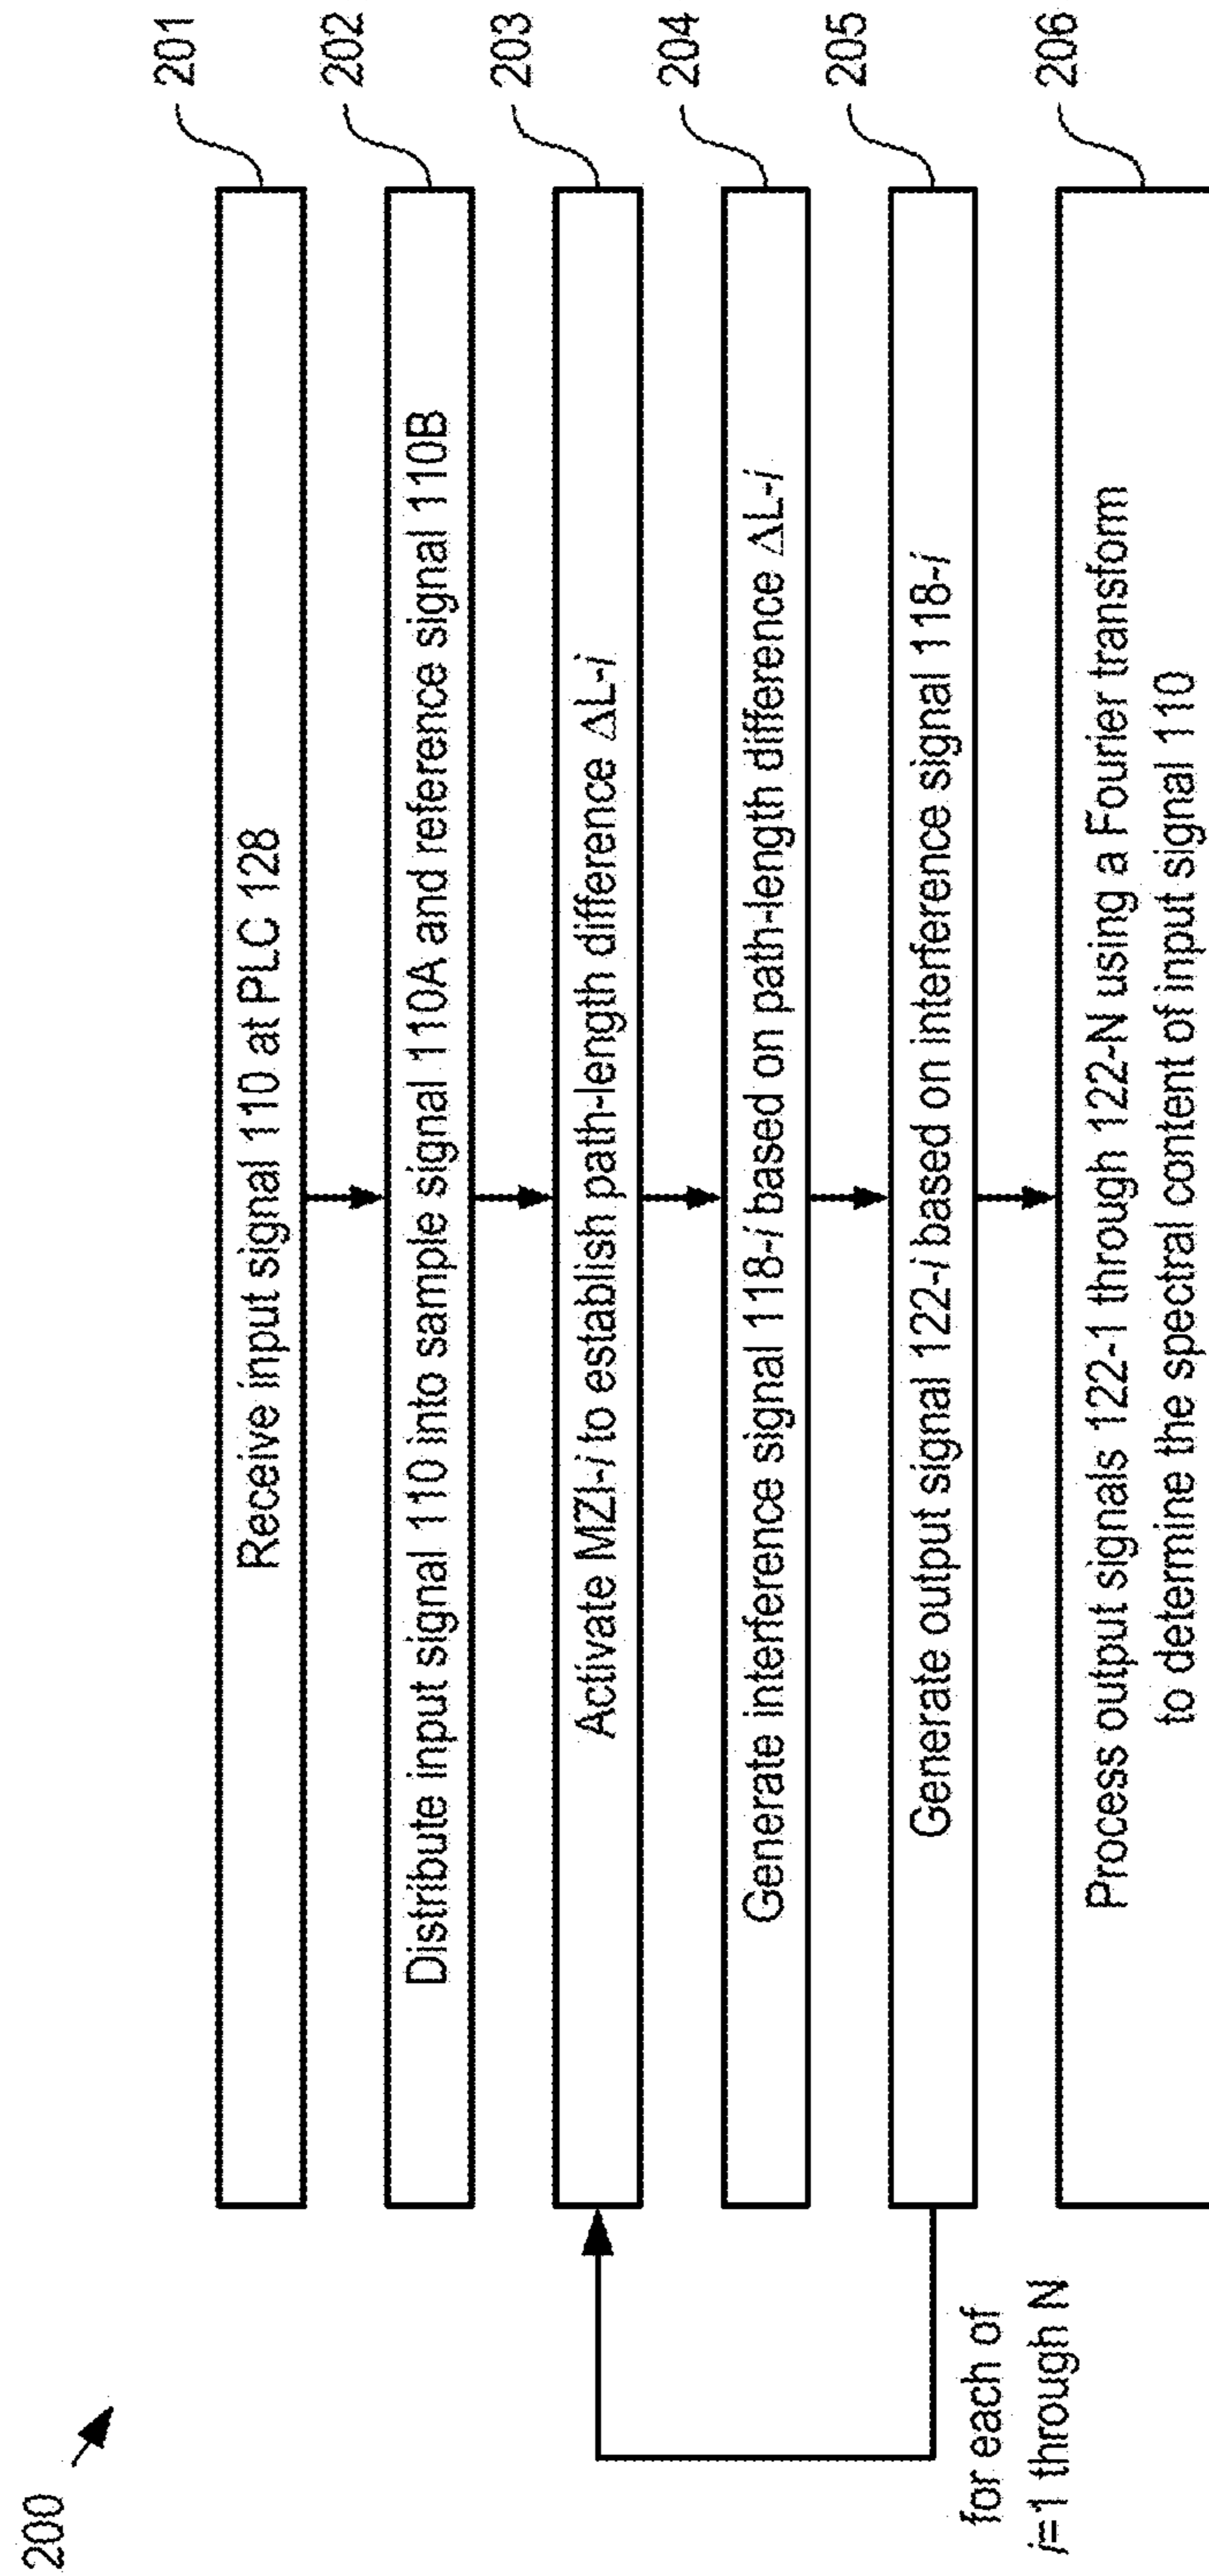 200
Receive input signal 110 at PLC 128
201
Distribute input signal 110 into sample signal 110A and reference signal 110B
202
Activate MZI-i to establish path-length difference ΔL-i
203
Generate interference signal 118-i based on path-length difference ΔL-i
204
Generate output signal 122-i based on interference signal 118-i
205
for each of
i=1 through N
Process output signals 122-1 through 122-N using a Fourier transform
to determine the spectral content of input signal 110
206